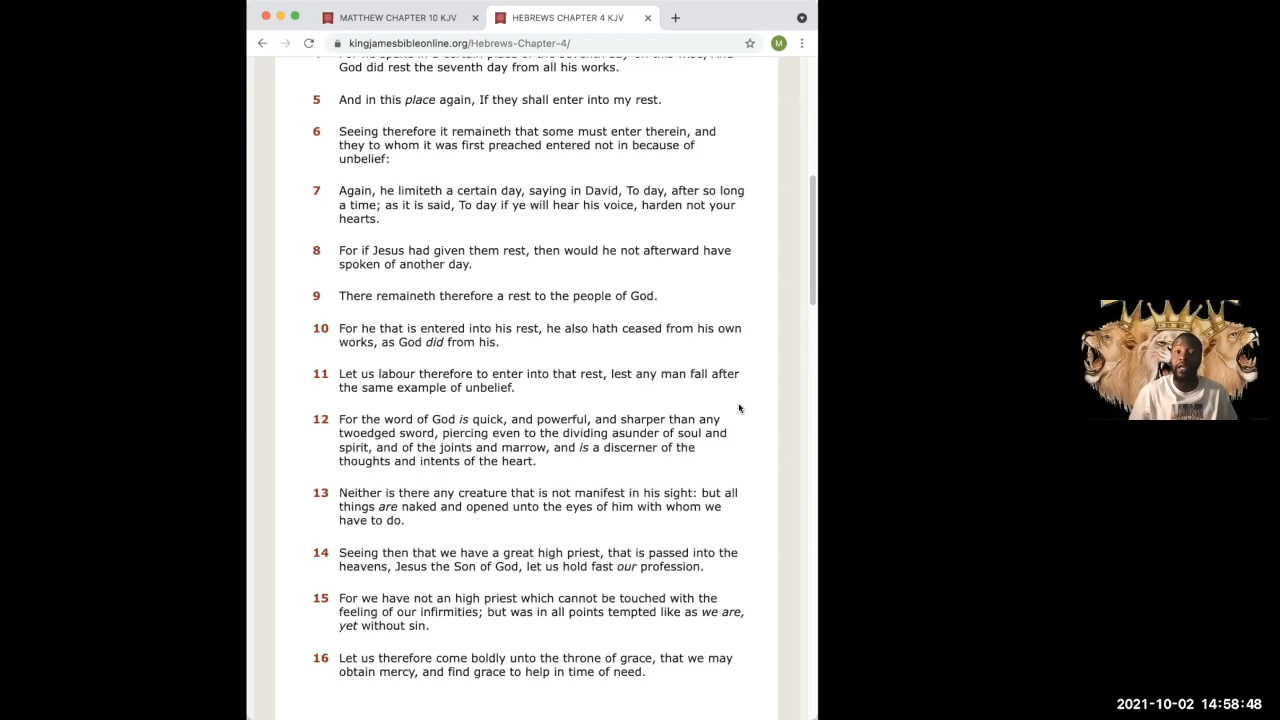 MATTHEW CHAPTER 10 KJV
HEBREWS CHAPTER 4 KJV
kingjamesbibleonline.org/Hebrews-Chapter-4/
M
God did rest the seventh day from all his works.
5 And in this place again, If they shall enter into my rest.
6 Seeing therefore it remaineth that some must enter therein, and
they to whom it was first preached entered not in because of
unbelief:
7 Again, he limiteth a certain day, saying in David, To day, after so long
a time; as it is said, To day if ye will hear his voice, harden not your
hearts.
8 For if Jesus had given them rest, then would he not afterward have
spoken of another day.
9 There remaineth therefore a rest to the people of God.
10 For he that is entered into his rest, he also hath ceased from his own
works, as God did from his.
11 Let us labour therefore to enter into that rest, lest any man fall after
the same example of unbelief.
12 For the word of God is quick, and powerful, and sharper than any
twoedged sword, piercing even to the dividing asunder of soul and
spirit, and of the joints and marrow, and is a discerner of the
thoughts and intents of the heart.
13 Neither is there any creature that is not manifest in his sight: but all
things are naked and opened unto the eyes of him with whom we
have to do.
14 Seeing then that we have a great high priest, that is passed into the
heavens, Jesus the Son of God, let us hold fast our profession.
15 For we have not an high priest which cannot be touched with the
feeling of our infirmities; but was in all points tempted like as we are,
yet without sin.
16 Let us therefore come boldly unto the throne of grace, that we may
obtain mercy, and find grace to help in time of need.
2021-10-02 14:58:48